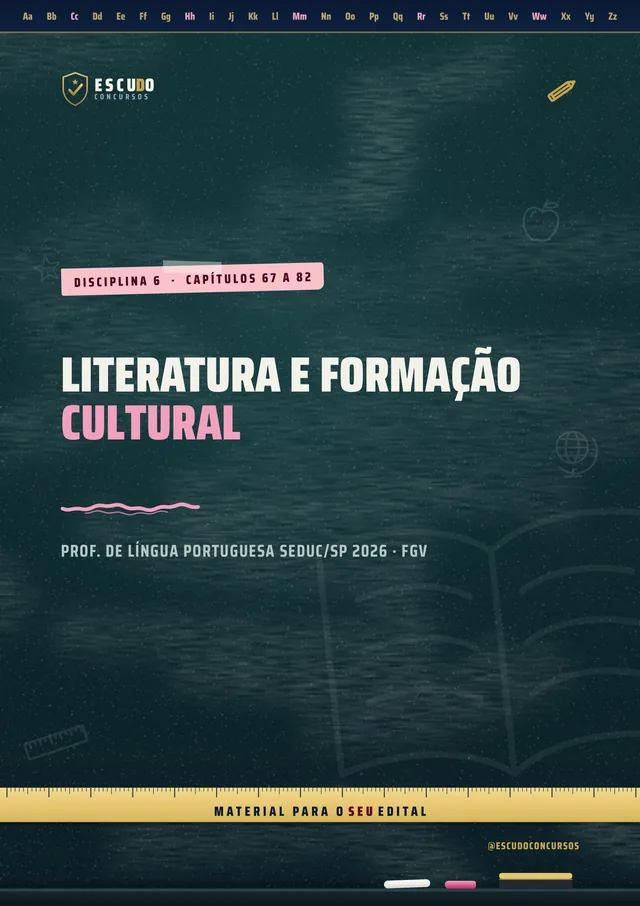 Aa Bb Cc Dd Ee Ff Gg Hh Ii Jj Kk Ll Mm Nn Oo Pp Qq Rr Ss Tt Uu Vv Ww Xx Yy Zz
ESCUDO
CONCURSOS
DISCIPLINA 6 · CAPÍTULOS 67 A 82
LITERATURA E FORMAÇÃO
CULTURAL
PROF. DE LÍNGUA PORTUGUESA SEDUC/SP 2026 · FGV
MATERIAL PARA O SEU EDITAL
@ESCUDOCONCURSOS